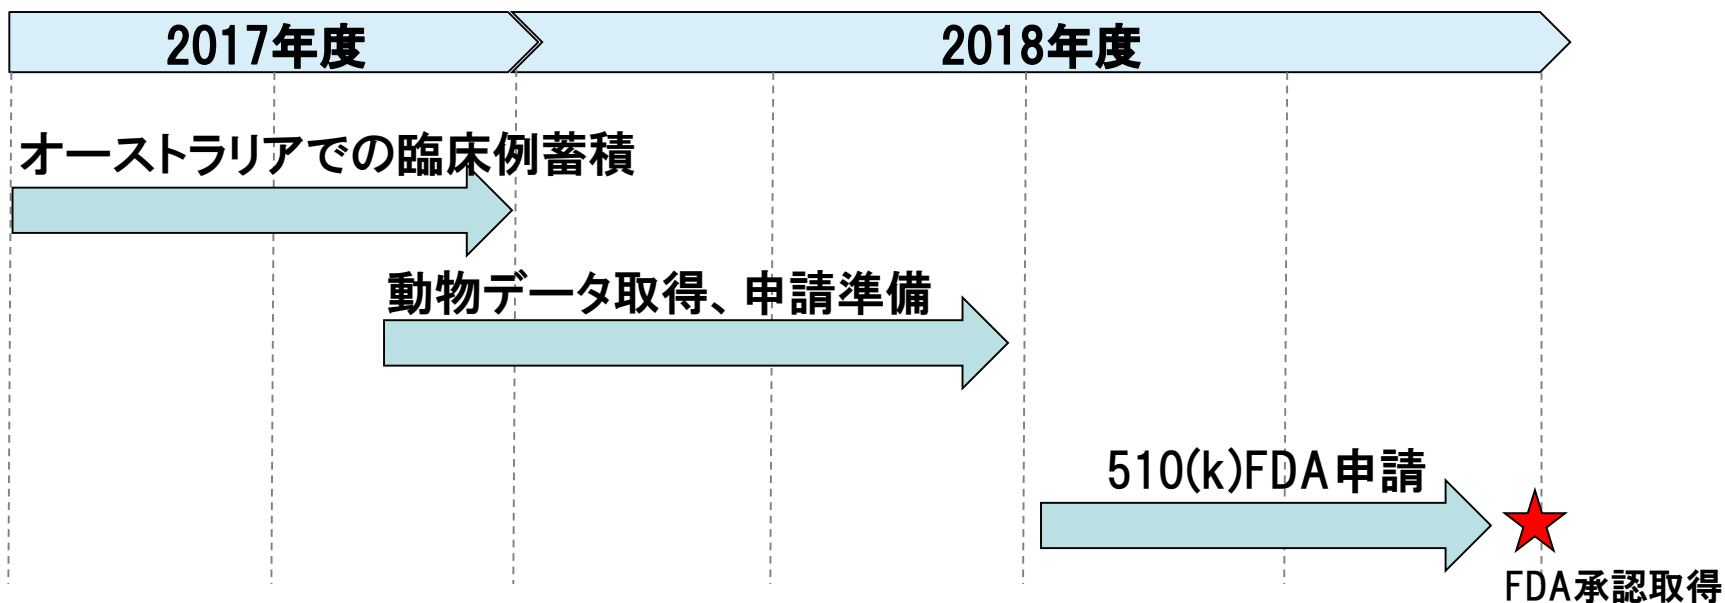 2017年度
2018年度
オーストラリアでの臨床例蓄積
動物データ取得、申請準備
510(k)FDA申請
FDA承認取得